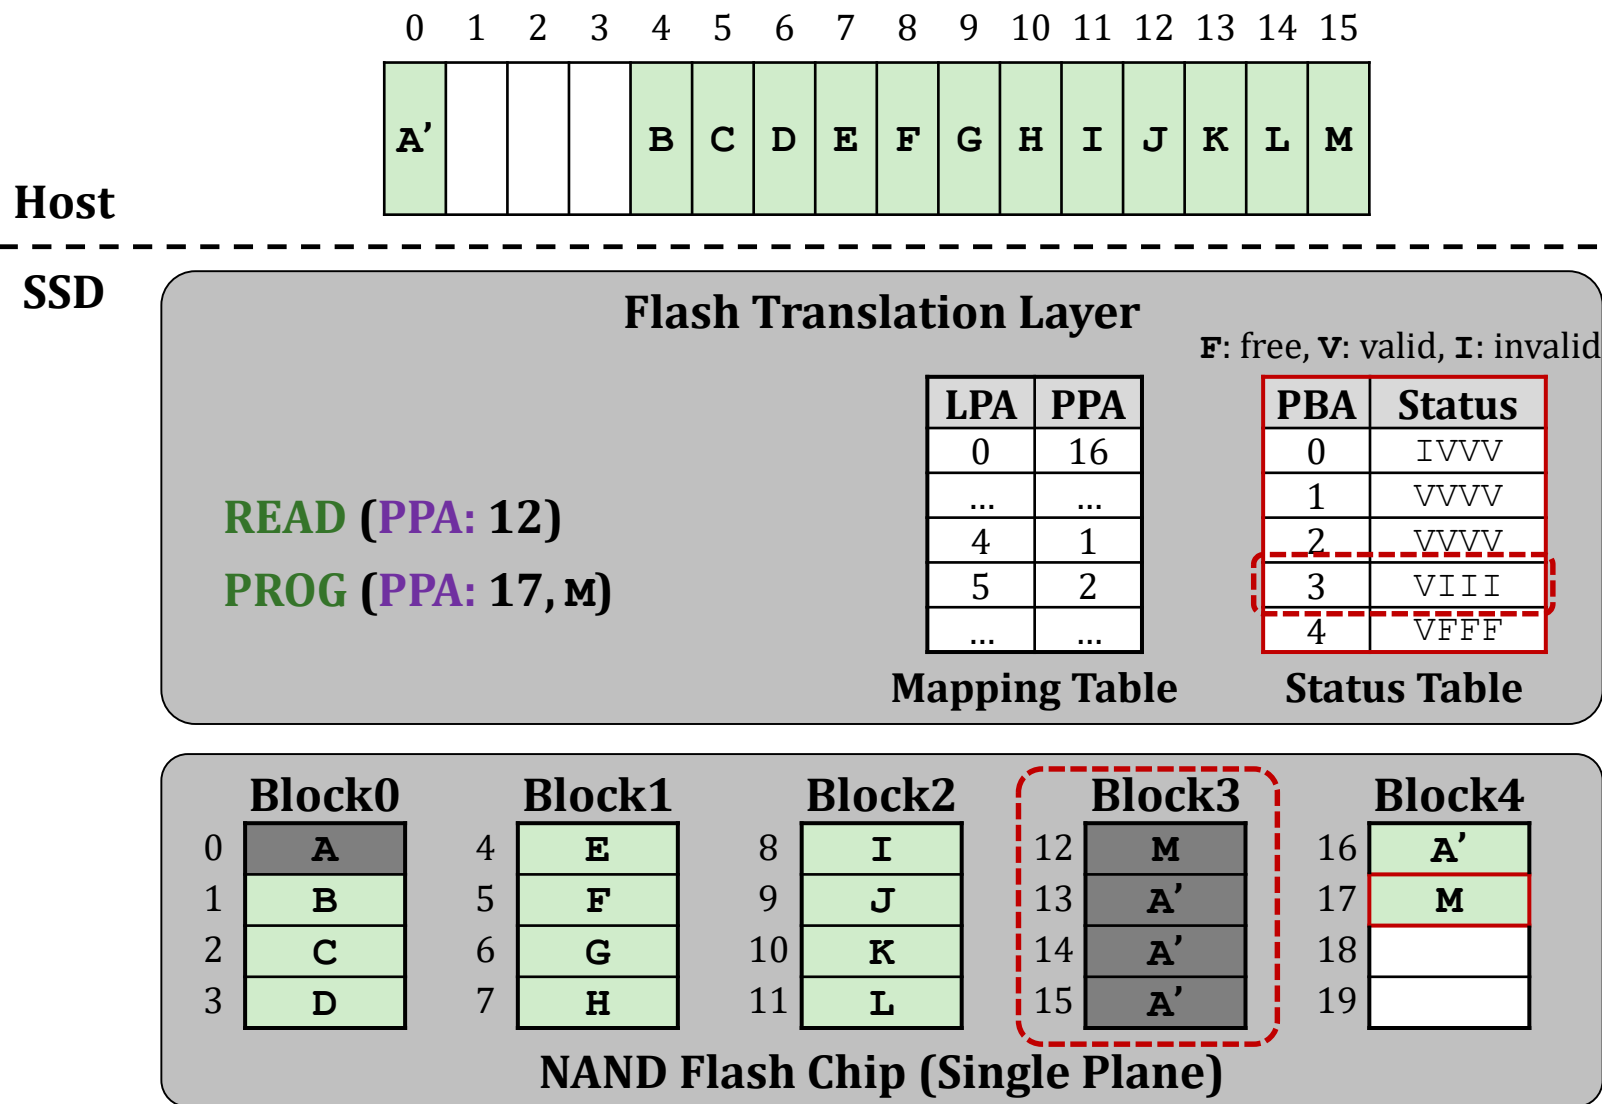 0 1 2 3 4 5 6 7 8 9 10 11 12 13 14 15
A’ B C D E F G H I J K L M
Host
SSD
Flash Translation Layer
F: free, V: valid, I: invalid
READ (PPA: 12)
PROG (PPA: 17, M)
LPA PPA
0 16
... ...
4 1
5 2
... ...
Mapping Table
PBA Status
0 IVVV
1 VVVV
2 VVVV
3 VIII
4 VFFF
Status Table
Block0 Block1 Block2 Block3 Block4
0 A 4 E 8 I 12 M 16 A’
1 B 5 F 9 J 13 A’ 17 M
2 C 6 G 10 K 14 A’ 18
3 D 7 H 11 L 15 A’ 19
NAND Flash Chip (Single Plane)